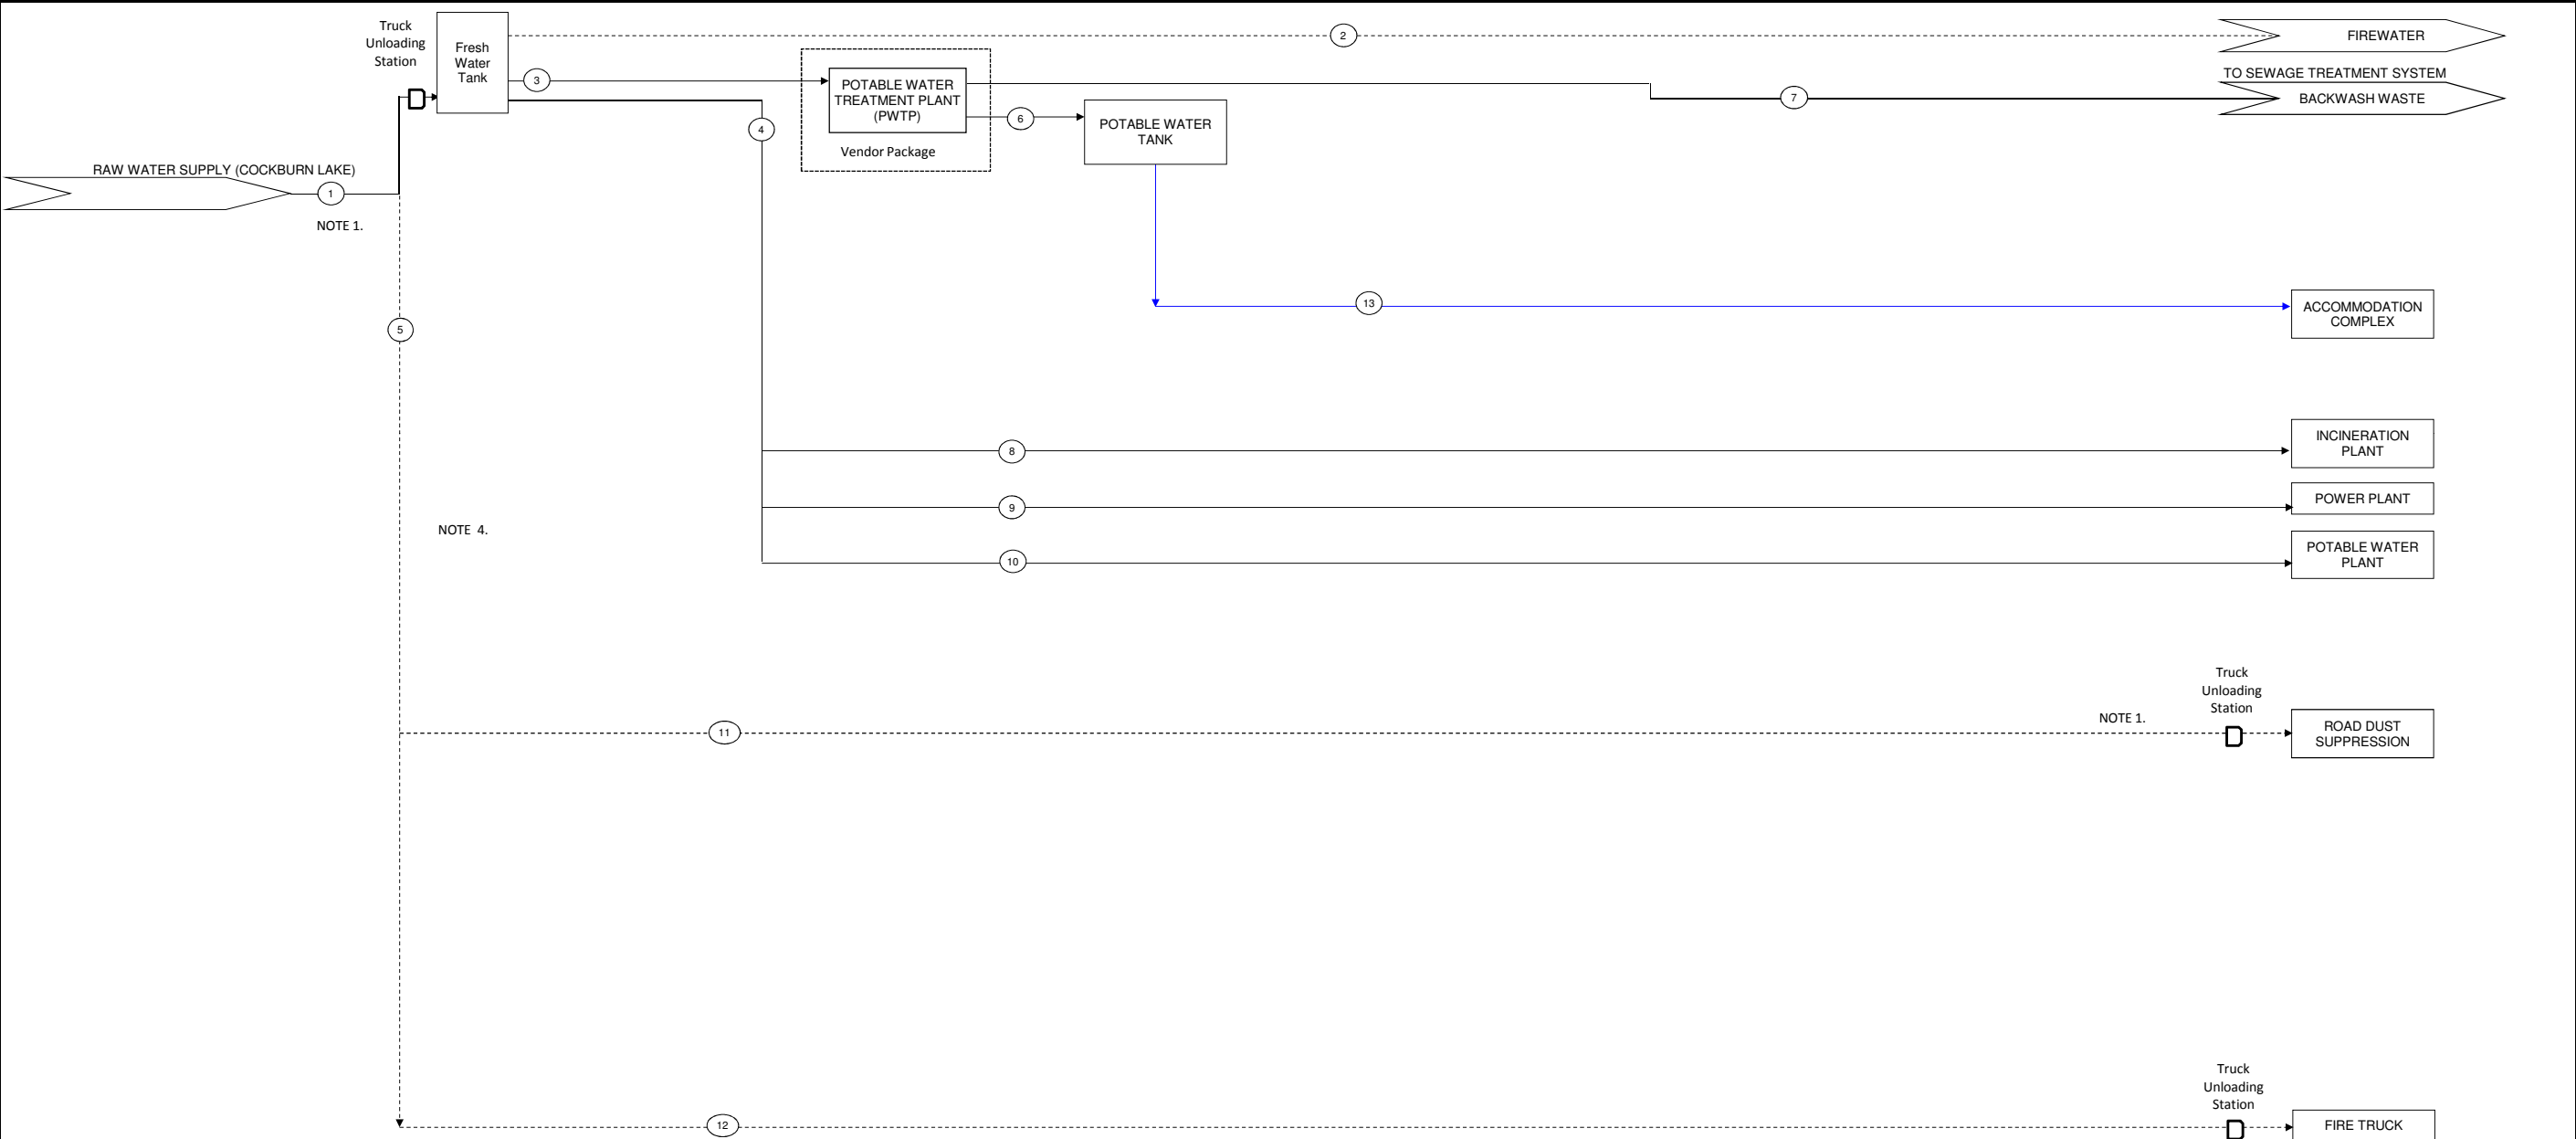 Truck
Unloading
Station
Fresh
Water
Tank
2
FIREWATER
3
POTABLE WATER
TREATMENT PLANT
(PWTP)
Vendor Package
TO SEWAGE TREATMENT SYSTEM
7
BACKWASH WASTE
4
6
POTABLE WATER
TANK
RAW WATER SUPPLY (COCKBURN LAKE)
1
NOTE 1.
13
ACCOMMODATION
COMPLEX
5
8
INCINERATION
PLANT
9
POWER PLANT
NOTE 4.
10
POTABLE WATER
PLANT
Truck
Unloading
Station
NOTE 1.
11
ROAD DUST
SUPPRESSION
Truck
Unloading
Station
12
FIRE TRUCK